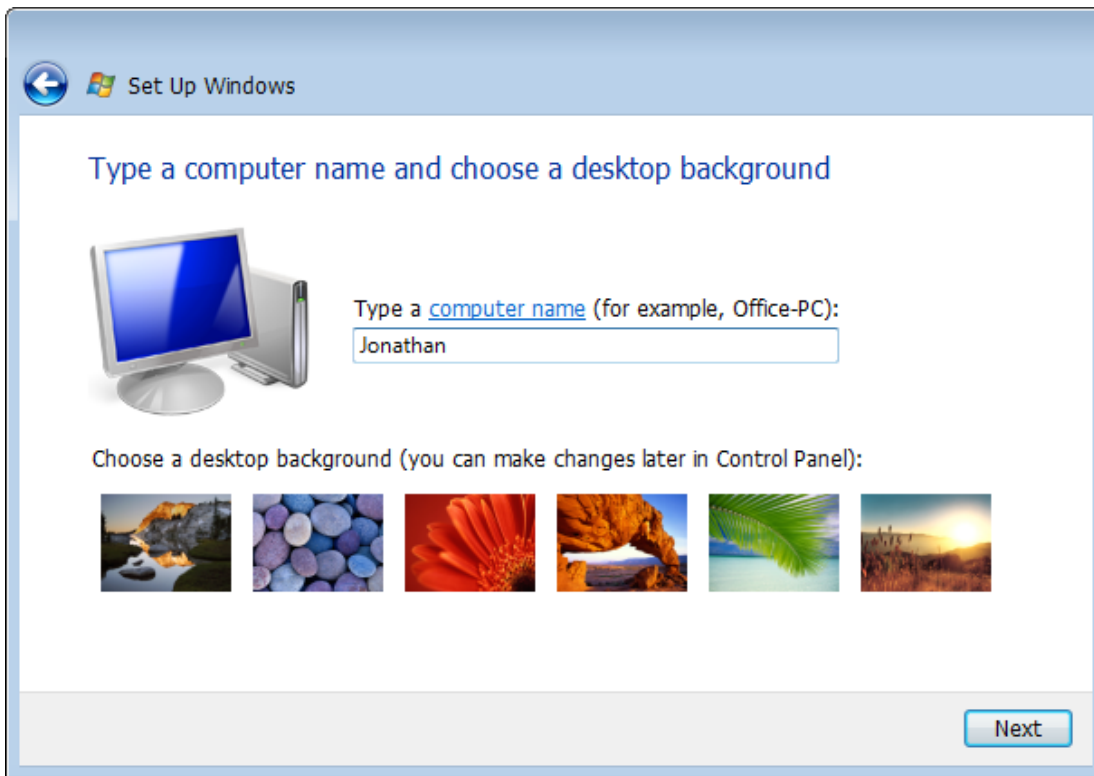 Set Up Windows
Type a computer name and choose a desktop background
Type a computer name (for example, Office-PC):
Jonathan
Choose a desktop background (you can make changes later in Control Panel):
Next